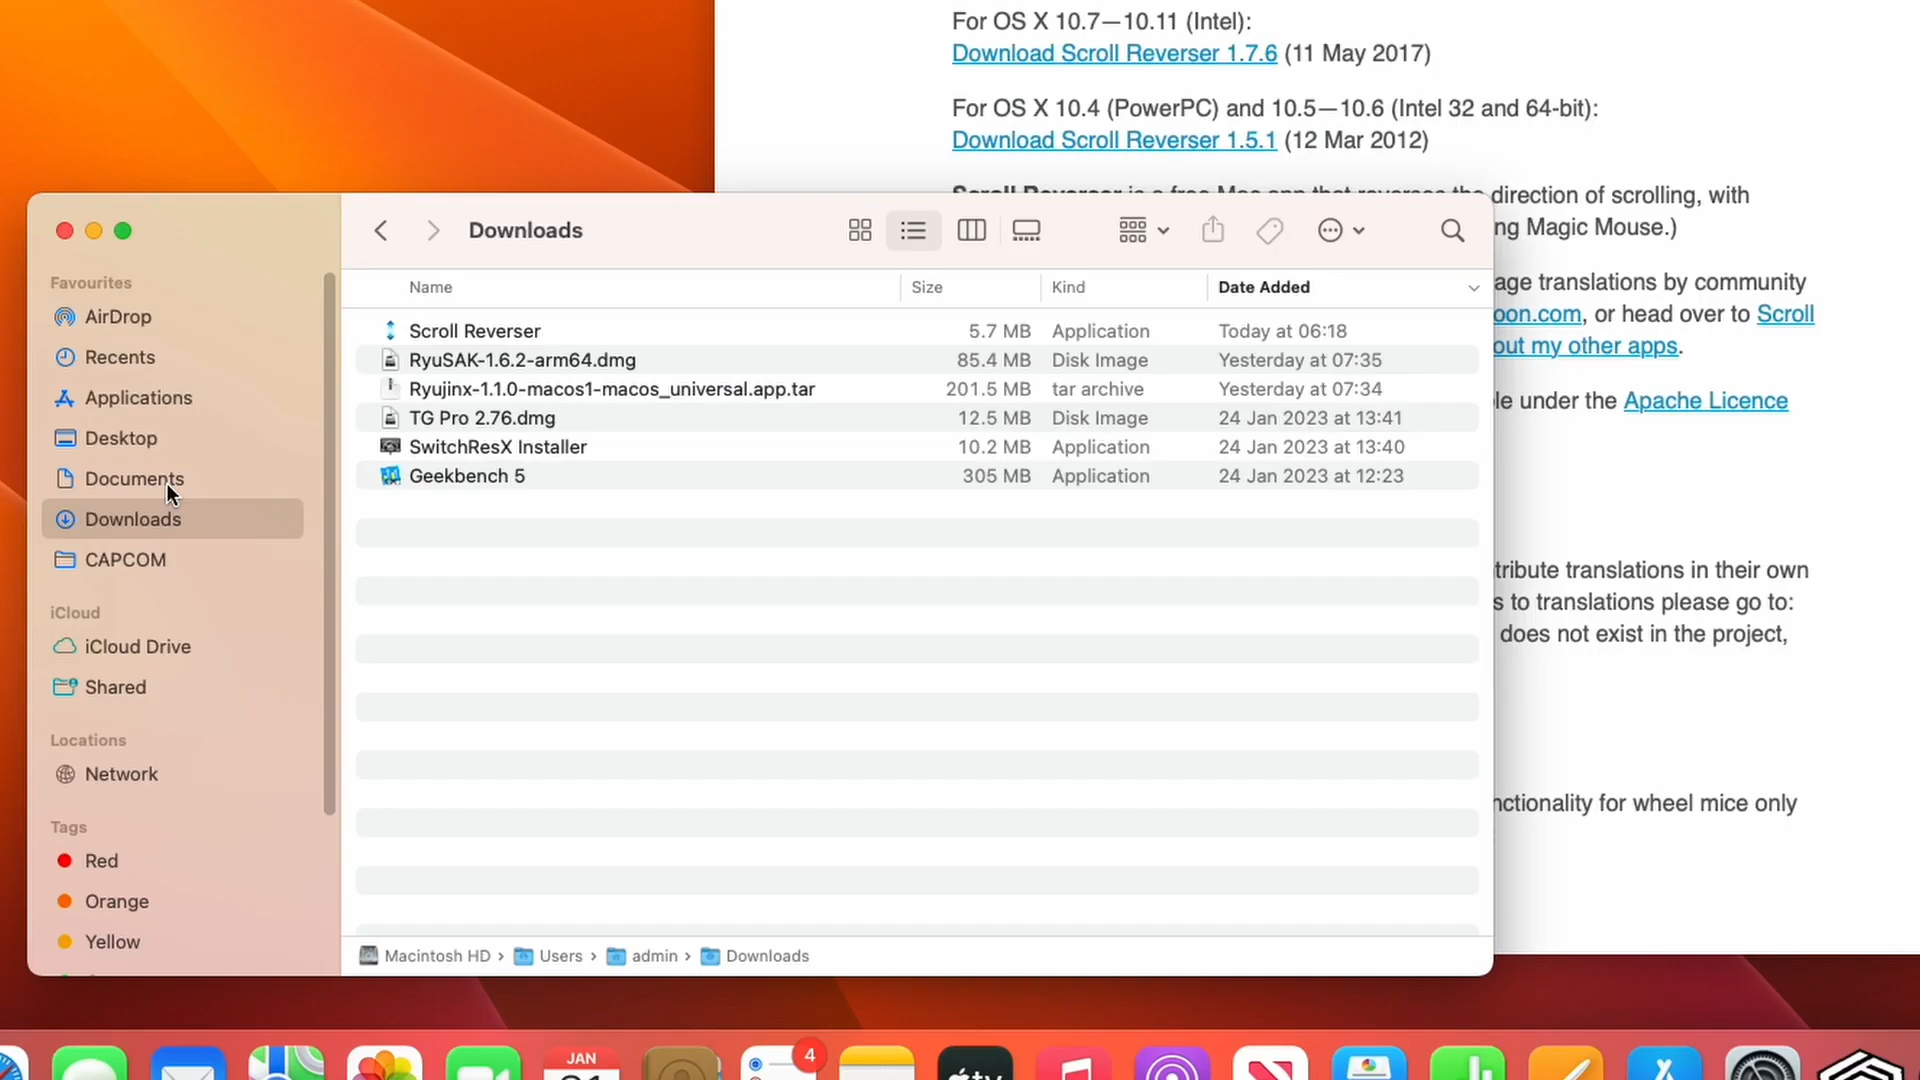 For OS X 10.7—10.11 (Intel):
Download Scroll Reverser 1.7.6 (11 May 2017)
For OS X 10.4 (PowerPC) and 10.5—10.6 (Intel 32 and 64-bit):
Download Scroll Reverser 1.5.1 (12 Mar 2012)
Scroll Reverser is a free Mac app that reverses the direction of scrolling, with
ng Magic Mouse.)
age translations by community
oon.com, or head over to Scroll
out my other apps.
le under the Apache Licence
tribute translations in their own
s to translations please go to:
does not exist in the project,
nctionality for wheel mice only
Downloads
Favourites
AirDrop
Recents
Applications
Desktop
Documents
Downloads
CAPCOM
iCloud
iCloud Drive
Shared
Locations
Network
Tags
Red
Orange
Yellow
Name Size Kind Date Added
Scroll Reverser 5.7 MB Application Today at 06:18
RyuSAK-1.6.2-arm64.dmg 85.4 MB Disk Image Yesterday at 07:35
Ryujinx-1.1.0-macos1-macos_universal.app.tar 201.5 MB tar archive Yesterday at 07:34
TG Pro 2.76.dmg 12.5 MB Disk Image 24 Jan 2023 at 13:41
SwitchResX Installer 10.2 MB Application 24 Jan 2023 at 13:40
Geekbench 5 305 MB Application 24 Jan 2023 at 12:23
Macintosh HD › Users › admin › Downloads
JAN
4